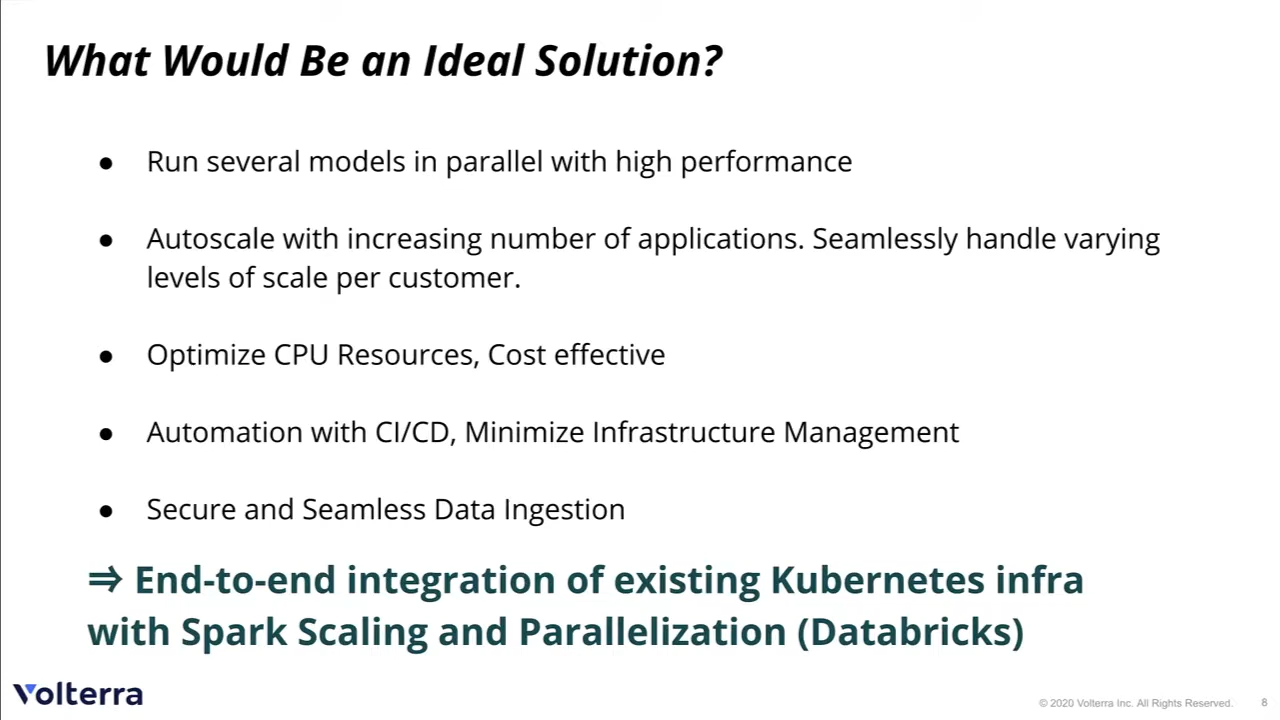 What Would Be an Ideal Solution?
● Run several models in parallel with high performance
● Autoscale with increasing number of applications. Seamlessly handle varying
levels of scale per customer.
● Optimize CPU Resources, Cost effective
● Automation with CI/CD, Minimize Infrastructure Management
● Secure and Seamless Data Ingestion
⇒ End-to-end integration of existing Kubernetes infra
with Spark Scaling and Parallelization (Databricks)
Volterra
© 2020 Volterra Inc. All Rights Reserved. 8